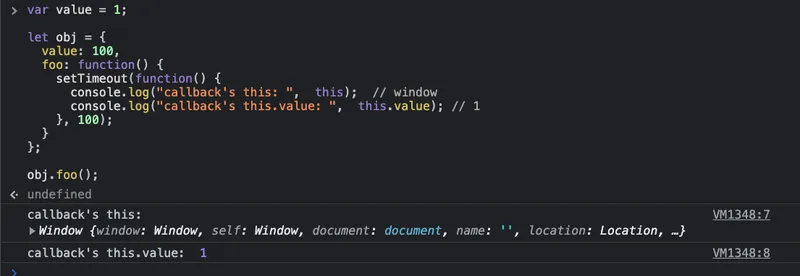 > var value = 1;
let obj = {
value: 100,
foo: function() {
setTimeout(function() {
console.log("callback's this: ",  this);  // window
console.log("callback's this.value: ",  this.value); // 1
}, 100);
}
};
obj.foo();
undefined
callback's this: VM1348:7
Window {window: Window, self: Window, document: document, name: '', location: Location, …}
callback's this.value:  1 VM1348:8
>